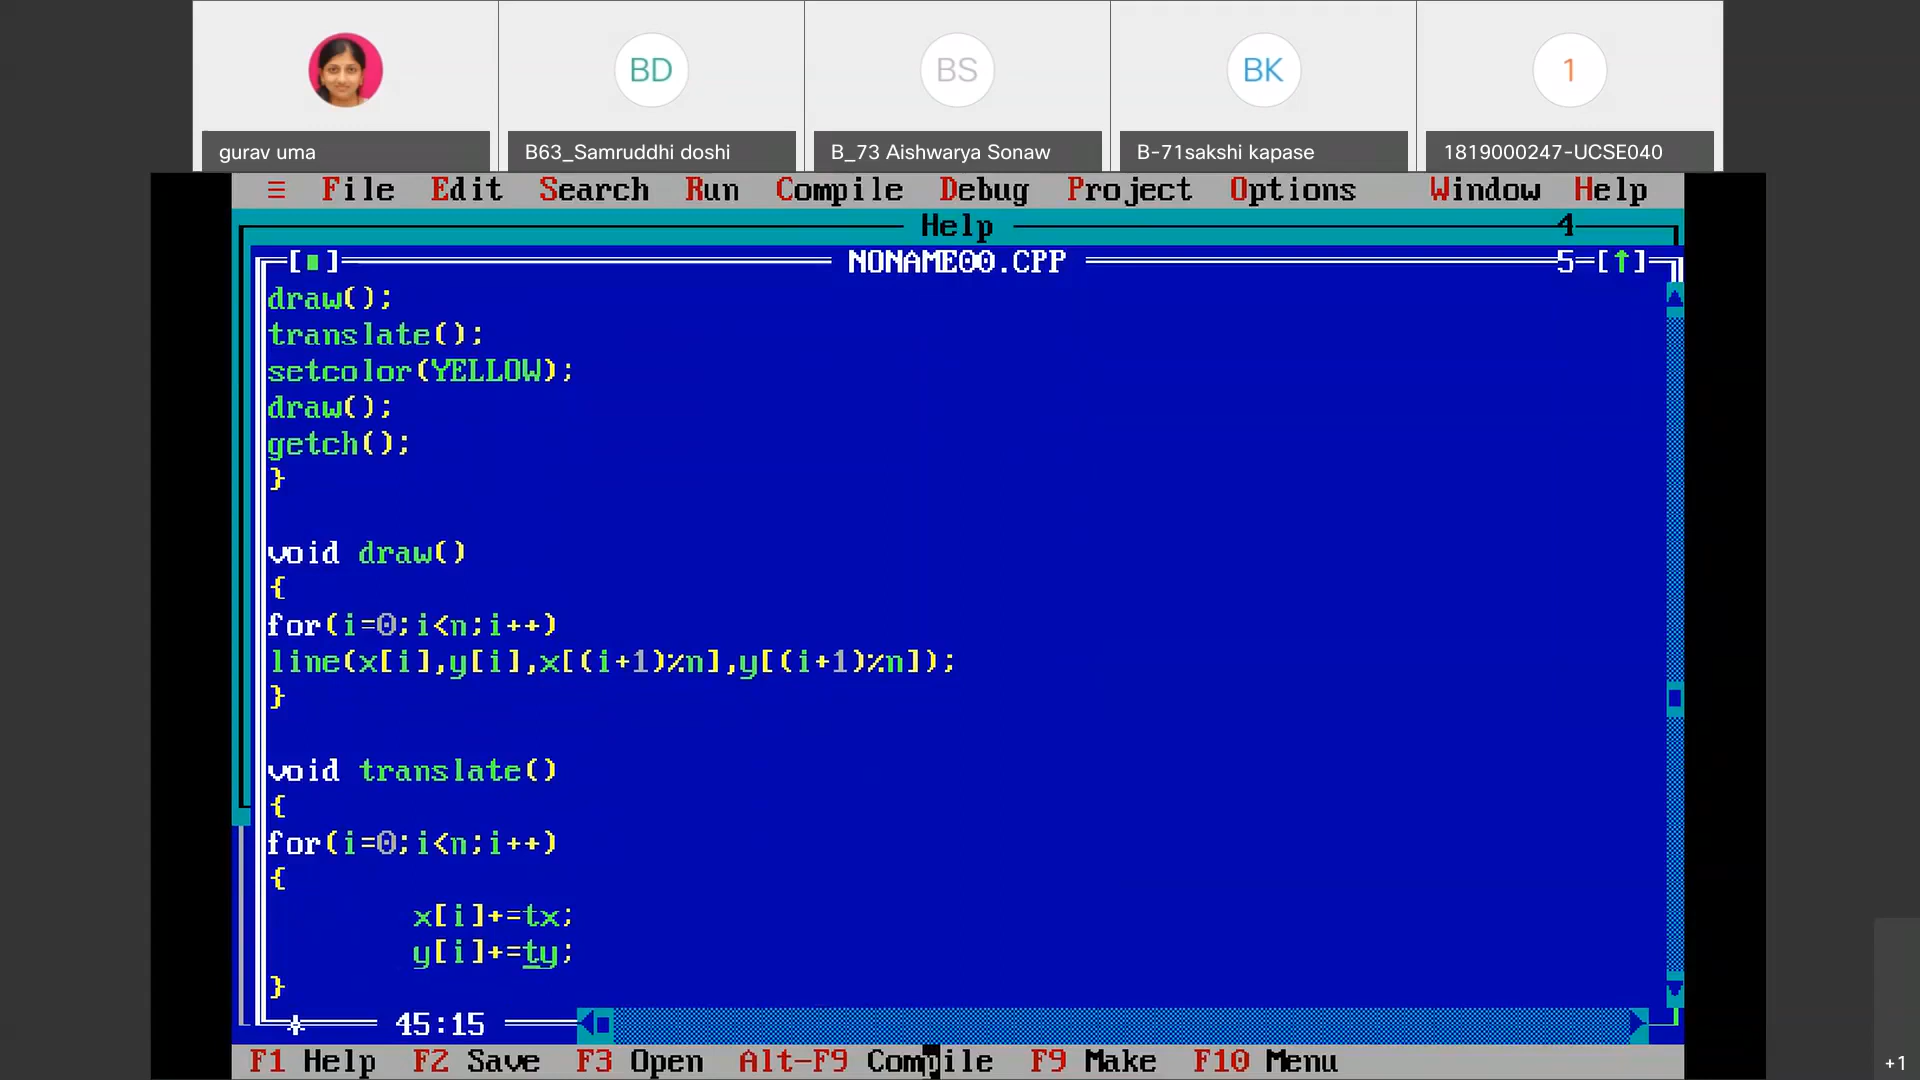 BD
BS
BK
1
gurav uma
B63_Samruddhi doshi
B_73 Aishwarya Sonaw
B-71sakshi kapase
1819000247-UCSE040
≡ File Edit Search Run Compile Debug Project Options Window Help
Help 4
[■] NONAME00.CPP 5=[↑]
draw();
translate();
setcolor(YELLOW);
draw();
getch();
}
void draw()
{
for(i=0;i<n;i++)
line(x[i],y[i],x[(i+1)%n],y[(i+1)%n]);
}
void translate()
{
for(i=0;i<n;i++)
{
x[i]+=tx;
y[i]+=ty;
}
* 45:15
F1 Help F2 Save F3 Open Alt-F9 Compile F9 Make F10 Menu
+1